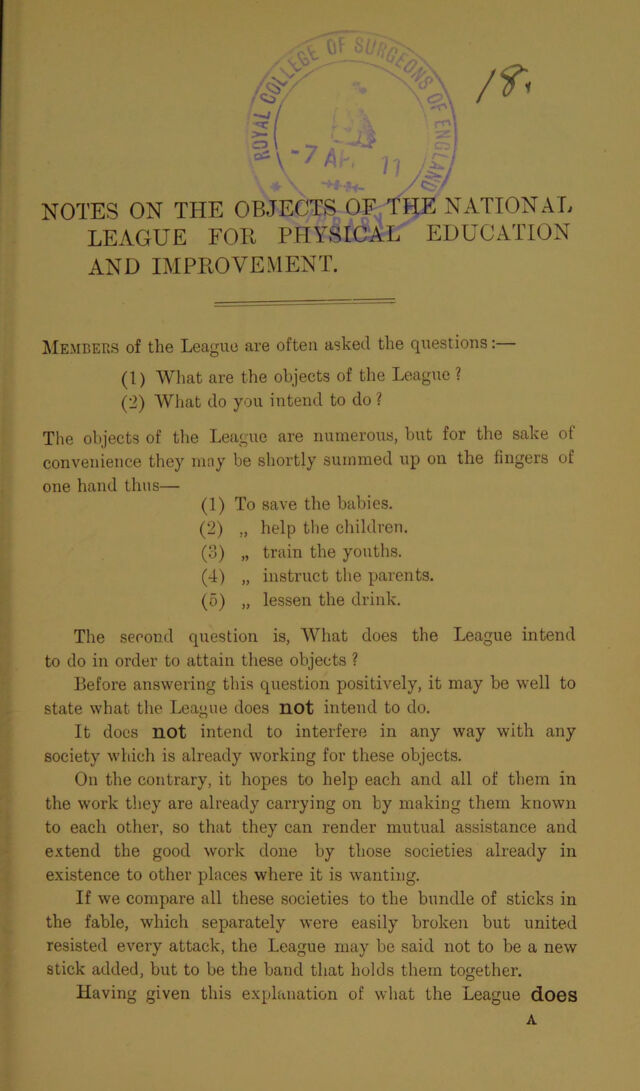 ROYAL COLLEGE OF SURGEONS OF ENGLAND
18.
-7 AP. 11
LIBRARY
NOTES ON THE OBJECTS OF THE NATIONAL
LEAGUE FOR PHYSICAL EDUCATION
AND IMPROVEMENT.
MEMBERS of the League are often asked the questions:—
(1) What are the objects of the League?
(2) What do you intend to do?
The objects of the League are numerous, but for the sake of
convenience they may be shortly summed up on the fingers of
one hand thus—
(1) To save the babies.
(2) „ help the children.
(3) „ train the youths.
(4) „ instruct the parents.
(5) „ lessen the drink.
The second question is, What does the League intend
to do in order to attain these objects?
Before answering this question positively, it may be well to
state what the League does not intend to do.
It does not intend to interfere in any way with any
society which is already working for these objects.
On the contrary, it hopes to help each and all of them in
the work they are already carrying on by making them known
to each other, so that they can render mutual assistance and
extend the good work done by those societies already in
existence to other places where it is wanting.
If we compare all these societies to the bundle of sticks in
the fable, which separately were easily broken but united
resisted every attack, the League may be said not to be a new
stick added, but to be the band that holds them together.
Having given this explanation of what the League does
A